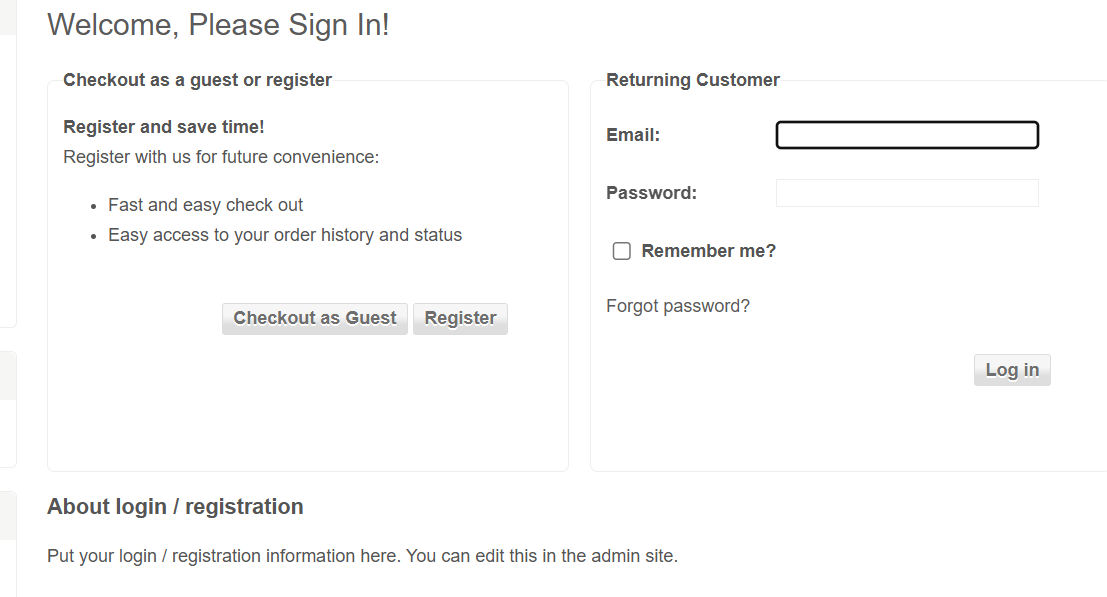 Welcome, Please Sign In!
Checkout as a guest or register
Register and save time!
Register with us for future convenience:
Fast and easy check out
Easy access to your order history and status
Checkout as Guest
Register
Returning Customer
Email:
Password:
Remember me?
Forgot password?
Log in
About login / registration
Put your login / registration information here. You can edit this in the admin site.